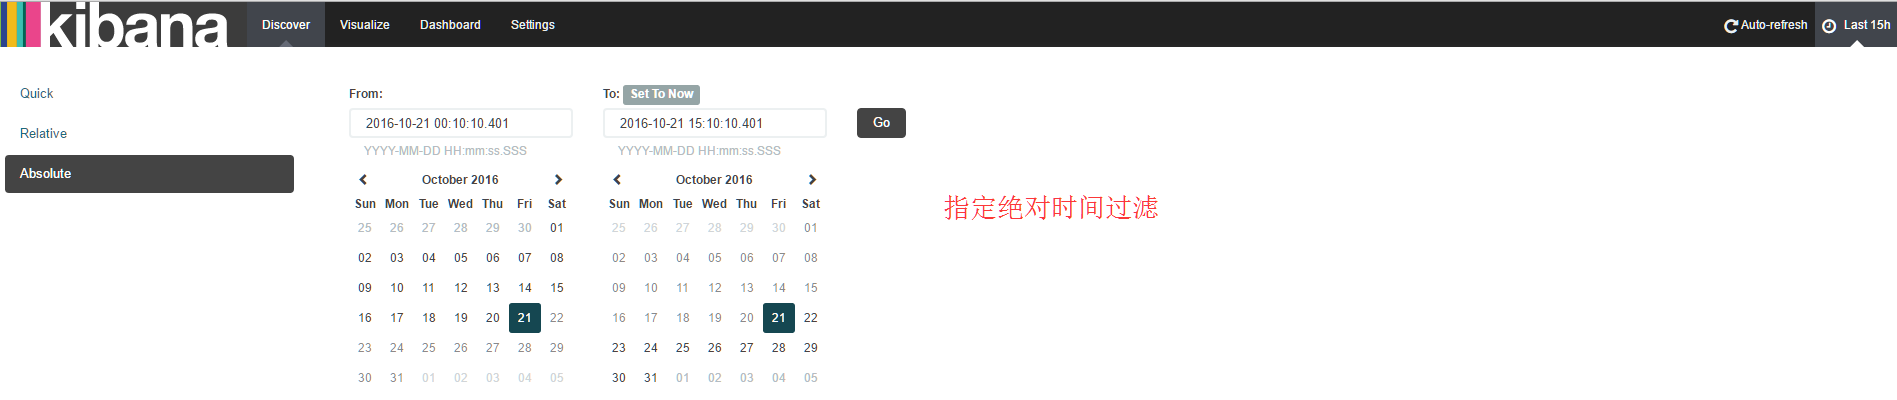 kibana Discover Visualize Dashboard Settings Auto-refresh Last 15h
Quick
Relative
Absolute
From:
2016-10-21 00:10:10.401
YYYY-MM-DD HH:mm:ss.SSS
October 2016
Sun Mon Tue Wed Thu Fri Sat
25 26 27 28 29 30 01
02 03 04 05 06 07 08
09 10 11 12 13 14 15
16 17 18 19 20 21 22
23 24 25 26 27 28 29
30 31 01 02 03 04 05
To: Set To Now
2016-10-21 15:10:10.401
YYYY-MM-DD HH:mm:ss.SSS
October 2016
Sun Mon Tue Wed Thu Fri Sat
25 26 27 28 29 30 01
02 03 04 05 06 07 08
09 10 11 12 13 14 15
16 17 18 19 20 21 22
23 24 25 26 27 28 29
30 31 01 02 03 04 05
Go
指定绝对时间过滤